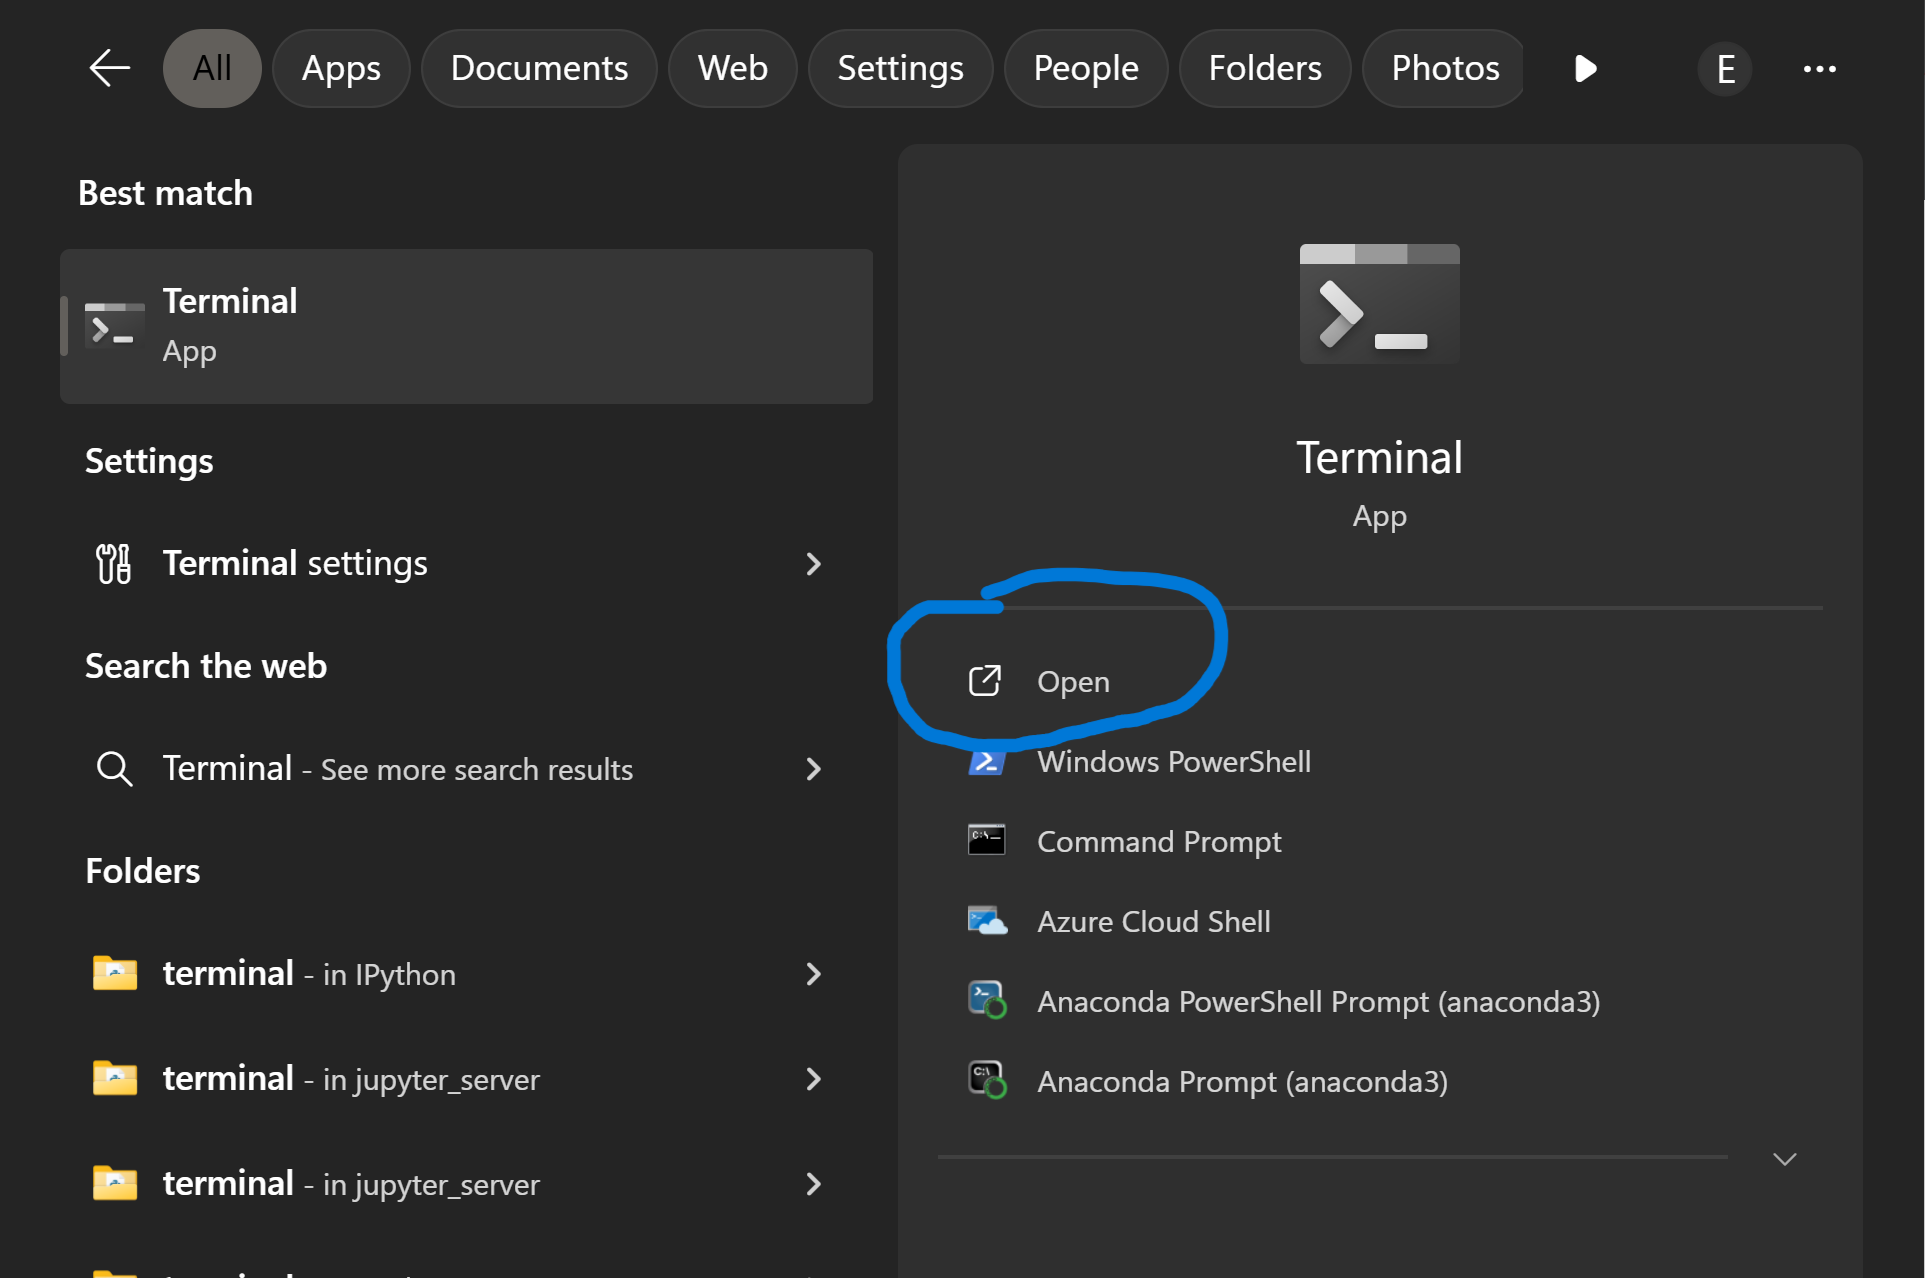 All Apps Documents Web Settings People Folders Photos E
Best match
Terminal
App
Settings
Terminal settings
Search the web
Terminal - See more search results
Folders
terminal - in IPython
terminal - in jupyter_server
terminal - in jupyter_server
Terminal
App
Open
Windows PowerShell
Command Prompt
Azure Cloud Shell
Anaconda PowerShell Prompt (anaconda3)
Anaconda Prompt (anaconda3)